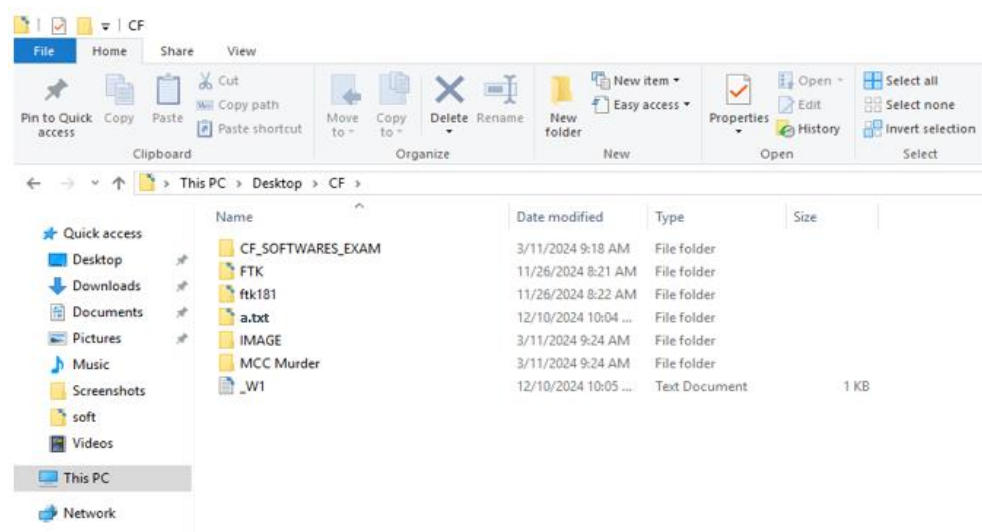 CF
File Home Share View
Pin to Quick access
Copy
Paste
Cut
Copy path
Paste shortcut
Clipboard
Move to
Copy to
Delete
Rename
Organize
New folder
New item
Easy access
New
Properties
Open
Edit
History
Open
Select all
Select none
Invert selection
Select
This PC > Desktop > CF >
Quick access
Desktop
Downloads
Documents
Pictures
Music
Screenshots
soft
Videos
This PC
Network
Name Date modified Type Size
CF_SOFTWARES_EXAM 3/11/2024 9:18 AM File folder
FTK 11/26/2024 8:21 AM File folder
ftk181 11/26/2024 8:22 AM File folder
a.txt 12/10/2024 10:04 ... File folder
IMAGE 3/11/2024 9:24 AM File folder
MCC Murder 3/11/2024 9:24 AM File folder
_W1 12/10/2024 10:05 ... Text Document 1 KB